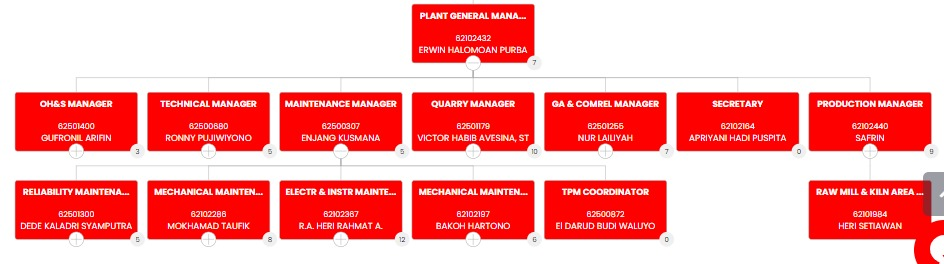 PLANT GENERAL MANA...
62102432
ERWIN HALOMOAN PURBA
7
OH&S MANAGER
62501400
GUFRONIL ARIFIN
3
TECHNICAL MANAGER
62500680
RONNY PUJIWIYONO
5
MAINTENANCE MANAGER
62500307
ENJANG KUSMANA
5
QUARRY MANAGER
62501179
VICTOR HABIB AVESINA, ST
10
GA & COMREL MANAGER
62501255
NUR LAILIYAH
7
SECRETARY
62102164
APRIYANI HADI PUSPITA
0
PRODUCTION MANAGER
62102440
SAFRIN
9
RELIABILITY MAINTENA...
62501300
DEDE KALADRI SYAMPUTRA
5
MECHANICAL MAINTEN...
62102286
MOKHAMAD TAUFIK
8
ELECTR & INSTR MAINTE...
62102367
R.A. HERI RAHMAT A.
12
MECHANICAL MAINTEN...
62102197
BAKOH HARTONO
6
TPM COORDINATOR
62500872
El DARUD BUDI WALUYO
0
RAW MILL & KILN AREA ...
62101984
HERI SETIAWAN